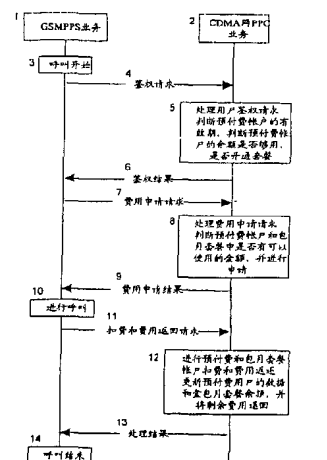 1
GSMPPS业务
2
CDMA网PPC
业务
3
呼叫开始
4
鉴权请求
5
处理用户鉴权请求
判断预付费帐户的有
效期，判断预付费帐
户的余额是否够用，
是否开通套餐
6
鉴权结果
7
费用申请请求
8
处理费用申请请求
判断预付费帐户和包
月套餐中是否有可以
使用的金额，并进行
申请
9
费用申请结果
10
进行呼叫
11
扣费和费用返回请求
12
进行预付费和包月套餐
帐户扣费和费用返还
更新预付费用户的数据
和套包月套餐余额，并
将剩余费用退回
13
处理结果
14
呼叫结束